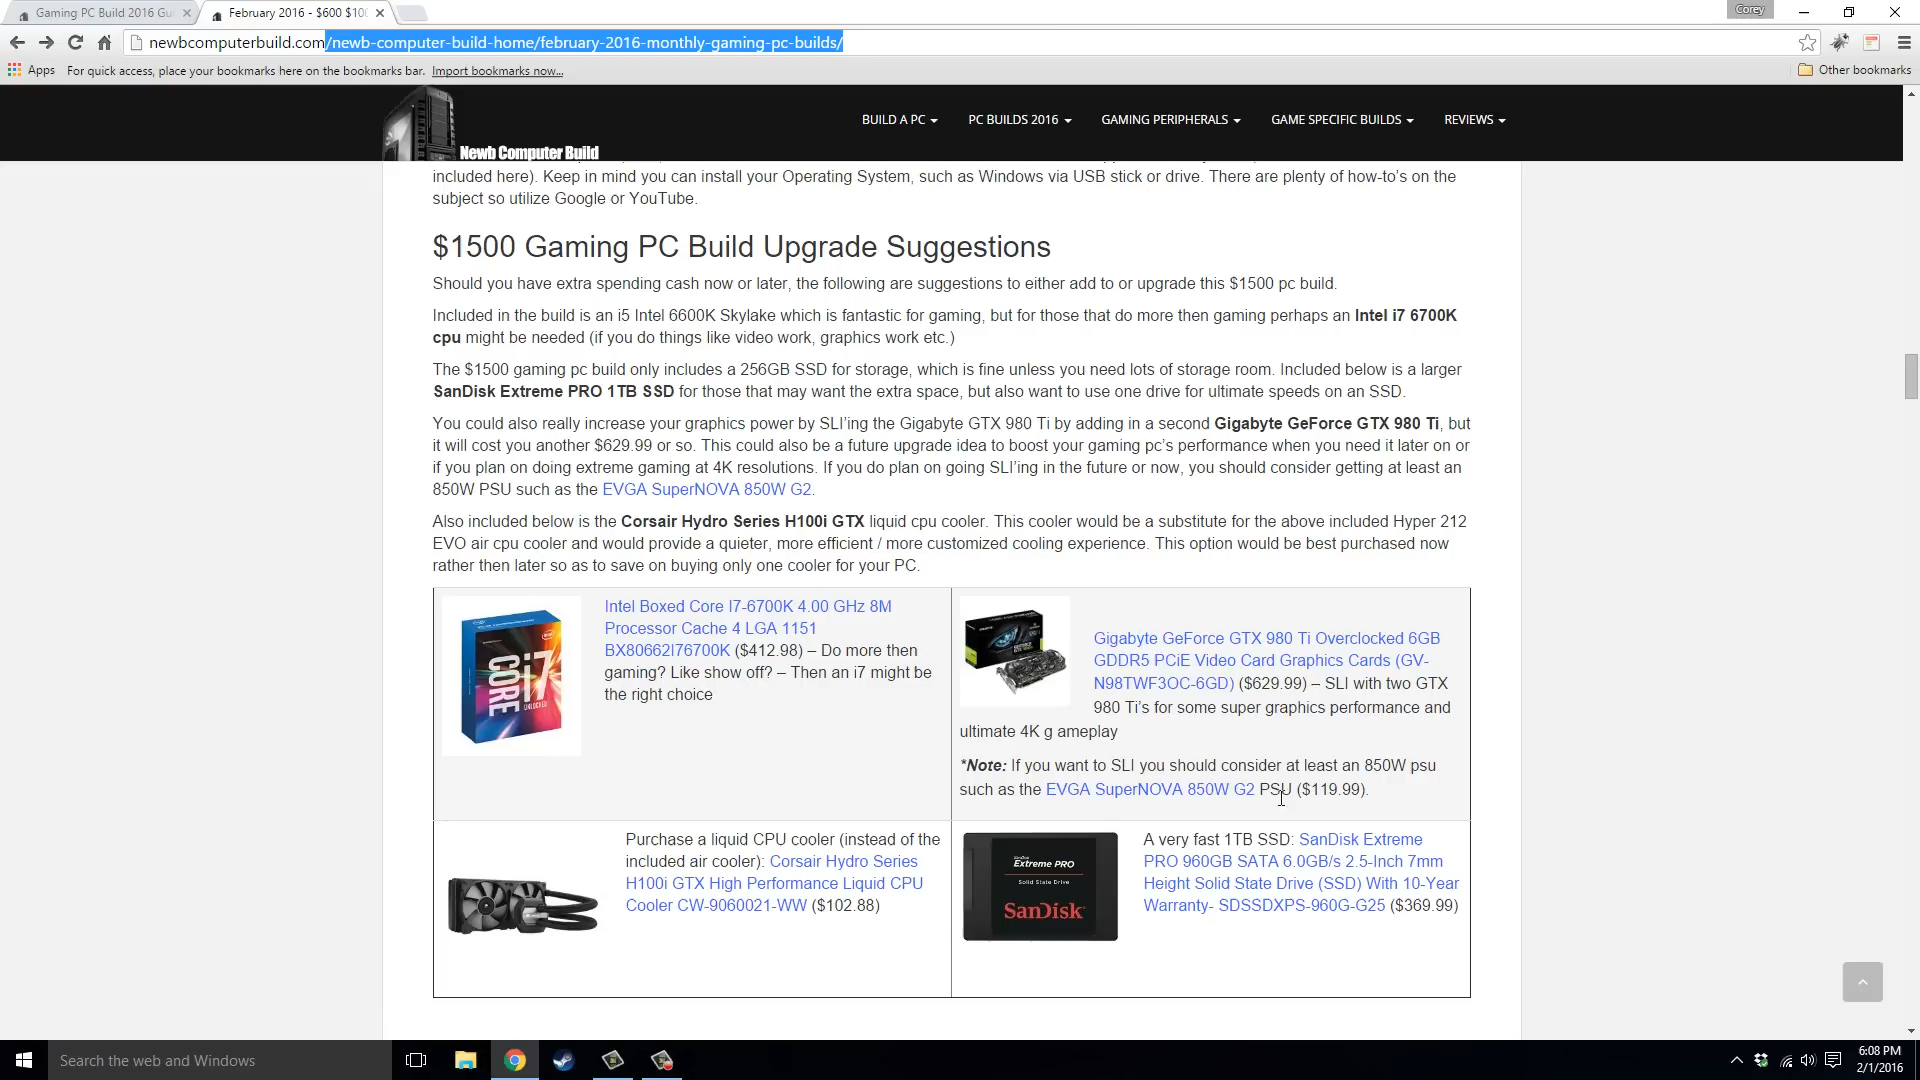 Gaming PC Build 2016 Gu
February 2016 - $600 $100
Corey
newbcomputerbuild.com/newb-computer-build-home/february-2016-monthly-gaming-pc-builds/
Apps For quick access, place your bookmarks here on the bookmarks bar. Import bookmarks now... Other bookmarks
Newb Computer Build
BUILD A PC PC BUILDS 2016 GAMING PERIPHERALS GAME SPECIFIC BUILDS REVIEWS
included here). Keep in mind you can install your Operating System, such as Windows via USB stick or drive. There are plenty of how-to's on the
subject so utilize Google or YouTube.
$1500 Gaming PC Build Upgrade Suggestions
Should you have extra spending cash now or later, the following are suggestions to either add to or upgrade this $1500 pc build.
Included in the build is an i5 Intel 6600K Skylake which is fantastic for gaming, but for those that do more then gaming perhaps an Intel i7 6700K
cpu might be needed (if you do things like video work, graphics work etc.)
The $1500 gaming pc build only includes a 256GB SSD for storage, which is fine unless you need lots of storage room. Included below is a larger
SanDisk Extreme PRO 1TB SSD for those that may want the extra space, but also want to use one drive for ultimate speeds on an SSD.
You could also really increase your graphics power by SLI'ing the Gigabyte GTX 980 Ti by adding in a second Gigabyte GeForce GTX 980 Ti, but
it will cost you another $629.99 or so. This could also be a future upgrade idea to boost your gaming pc's performance when you need it later on or
if you plan on doing extreme gaming at 4K resolutions. If you do plan on going SLI'ing in the future or now, you should consider getting at least an
850W PSU such as the EVGA SuperNOVA 850W G2.
Also included below is the Corsair Hydro Series H100i GTX liquid cpu cooler. This cooler would be a substitute for the above included Hyper 212
EVO air cpu cooler and would provide a quieter, more efficient / more customized cooling experience. This option would be best purchased now
rather then later so as to save on buying only one cooler for your PC.
CORE i7
UNLOCKED
Intel Boxed Core I7-6700K 4.00 GHz 8M
Processor Cache 4 LGA 1151
BX80662I76700K ($412.98) – Do more then
gaming? Like show off? – Then an i7 might be
the right choice
Gigabyte GeForce GTX 980 Ti Overclocked 6GB
GDDR5 PCiE Video Card Graphics Cards (GV-
N98TWF3OC-6GD) ($629.99) – SLI with two GTX
980 Ti's for some super graphics performance and
ultimate 4K g ameplay
*Note: If you want to SLI you should consider at least an 850W psu
such as the EVGA SuperNOVA 850W G2 PSU ($119.99).
Purchase a liquid CPU cooler (instead of the
included air cooler): Corsair Hydro Series
H100i GTX High Performance Liquid CPU
Cooler CW-9060021-WW ($102.88)
SanDisk
Extreme PRO
Solid State Drive
SanDisk
A very fast 1TB SSD: SanDisk Extreme
PRO 960GB SATA 6.0GB/s 2.5-Inch 7mm
Height Solid State Drive (SSD) With 10-Year
Warranty- SDSSDXPS-960G-G25 ($369.99)
Search the web and Windows
6:08 PM
2/1/2016